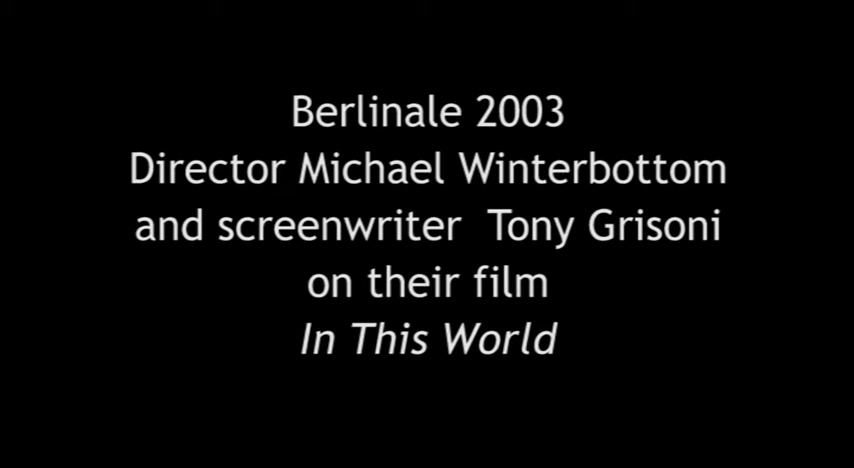 Berlinale 2003
Director Michael Winterbottom
and screenwriter  Tony Grisoni
on their film
In This World